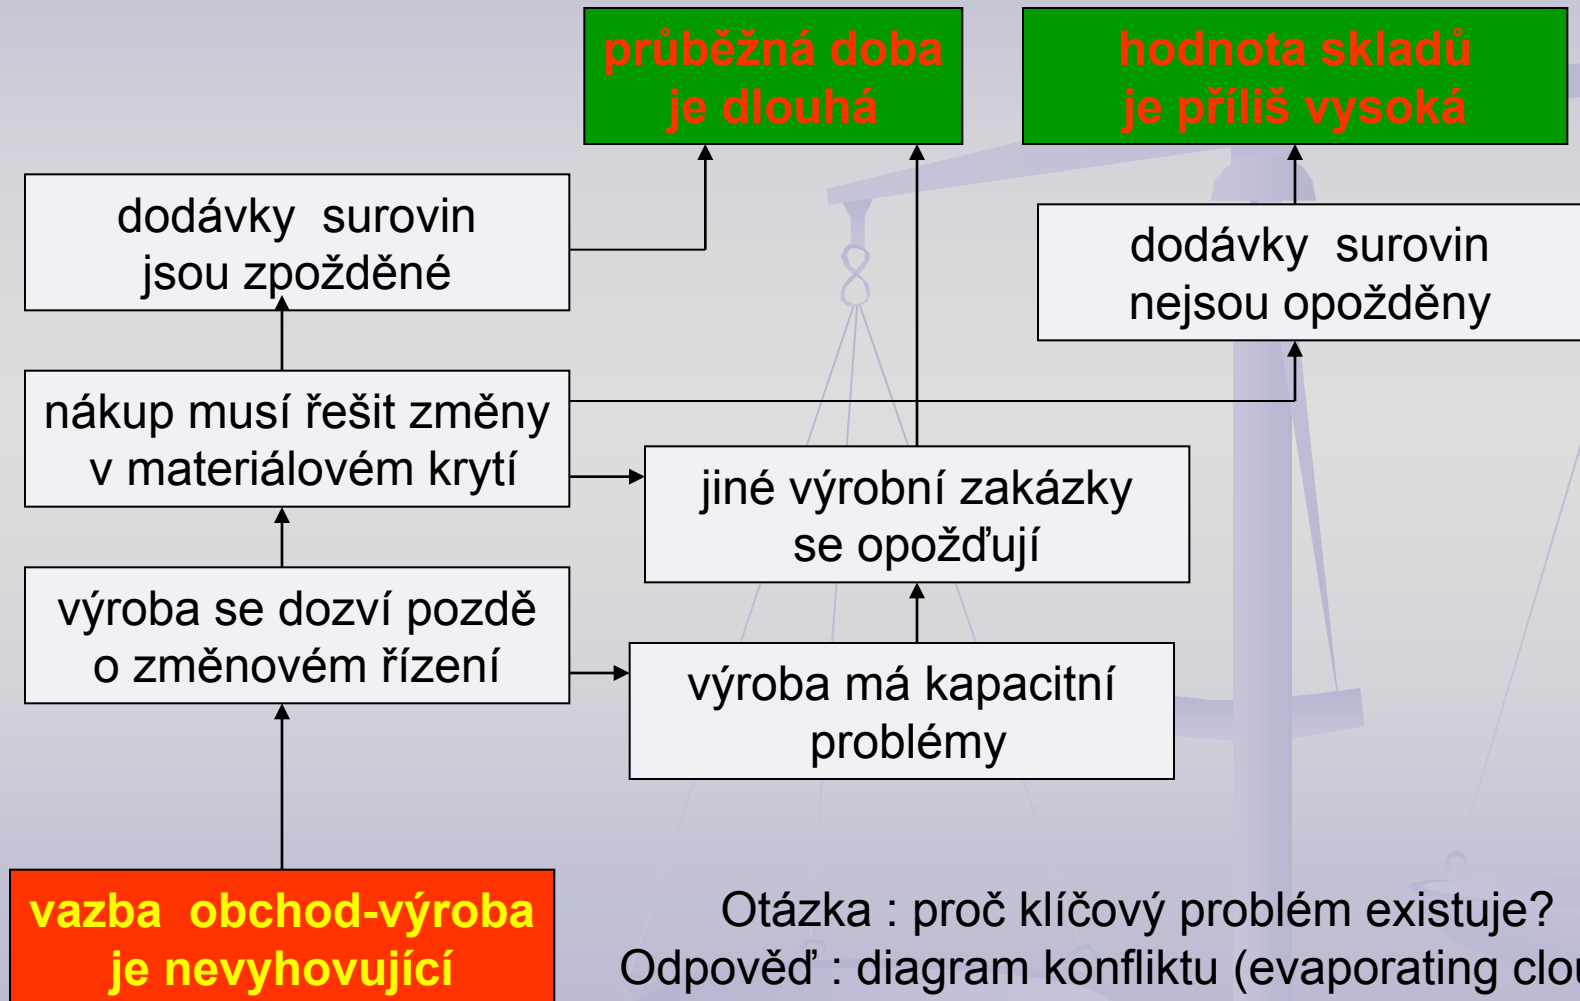 průběžná doba
je dlouhá
hodnota skladů
je příliš vysoká
dodávky surovin
jsou zpožděné
dodávky surovin
nejsou opožděny
nákup musí řešit změny
v materiálovém krytí
jiné výrobní zakázky
se opožďují
výroba se dozví pozdě
o změnovém řízení
výroba má kapacitní
problémy
vazba obchod-výroba
je nevyhovující
Otázka : proč klíčový problém existuje?
Odpověď : diagram konfliktu (evaporating